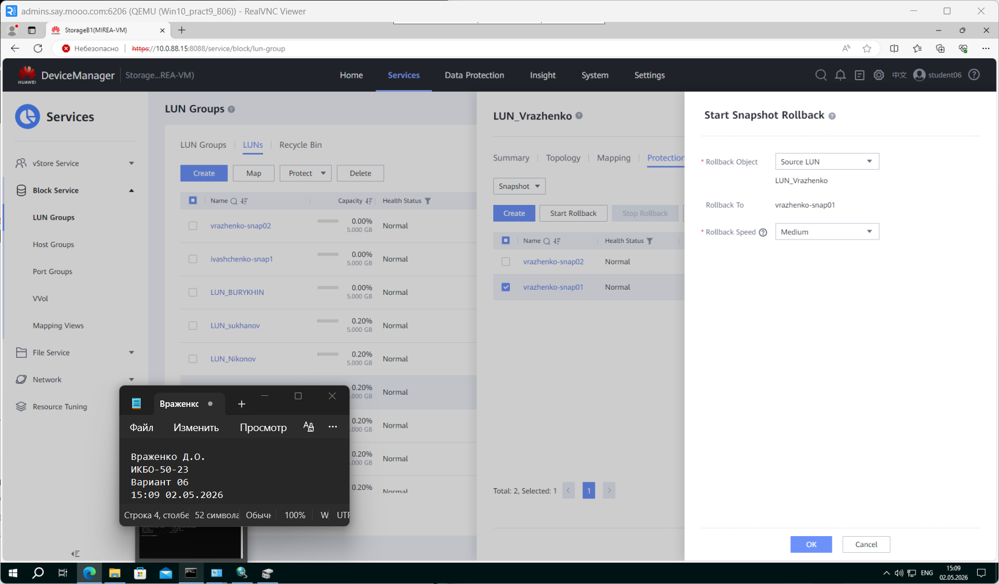 admins.say.mooo.com:6206 (QEMU (Win10_pract9_B06)) - RealVNC Viewer
StorageB1(MIREA-VM)
Небезопасно
https://10.0.88.15:8088/service/block/lun-group
HUAWEI
DeviceManager
Storage...REA-VM)
Home
Services
Data Protection
Insight
System
Settings
中文
student06
Services
vStore Service
Block Service
LUN Groups
Host Groups
Port Groups
VVol
Mapping Views
File Service
Network
Resource Tuning
LUN Groups
LUN Groups
LUNs
Recycle Bin
Create
Map
Protect
Delete
Name
Capacity
Health Status
vrazhenko-snap02
0.00%
5.000 GB
Normal
ivashchenko-snap1
0.00%
5.000 GB
Normal
LUN_BURYKHIN
0.00%
5.000 GB
Normal
LUN_sukhanov
0.20%
5.000 GB
Normal
LUN_Nikonov
0.20%
5.000 GB
Normal
0.20%
.000 GB
Normal
0.20%
.000 GB
Normal
0.20%
.000 GB
Normal
0.20%
Normal
LUN_Vrazhenko
Summary
Topology
Mapping
Protection
Snapshot
Create
Start Rollback
Stop Rollback
Name
Health Status
vrazhenko-snap02
Normal
vrazhenko-snap01
Normal
Total: 2, Selected: 1
1
Start Snapshot Rollback
* Rollback Object
Source LUN
LUN_Vrazhenko
Rollback To
vrazhenko-snap01
* Rollback Speed
Medium
OK
Cancel
Враженкс
Файл
Изменить
Просмотр
Враженко Д.О.
ИКБО-50-23
Вариант 06
15:09 02.05.2026
Строка 4, столбе
52 символа
Обычн
100%
W
UTF
ENG
15:09
02.05.2026